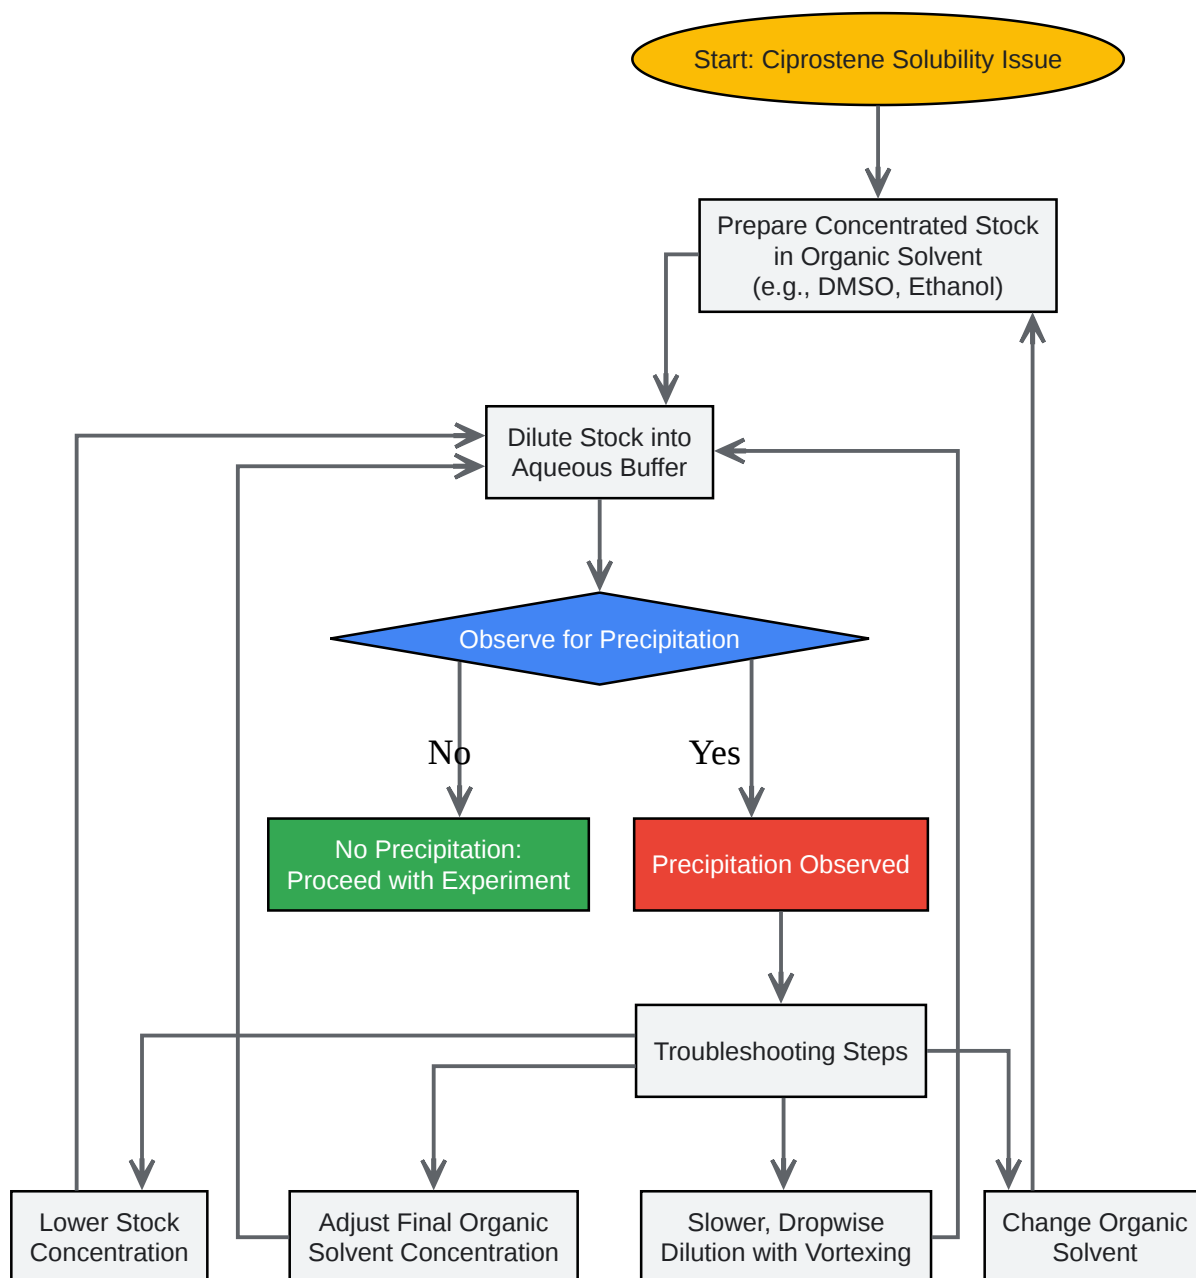 Start: Ciprostene Solubility Issue
Prepare Concentrated Stock
in Organic Solvent
(e.g., DMSO, Ethanol)
Dilute Stock into
Aqueous Buffer
Observe for Precipitation
No
Yes
No Precipitation:
Proceed with Experiment
Precipitation Observed
Troubleshooting Steps
Lower Stock
Concentration
Adjust Final Organic
Solvent Concentration
Slower, Dropwise
Dilution with Vortexing
Change Organic
Solvent